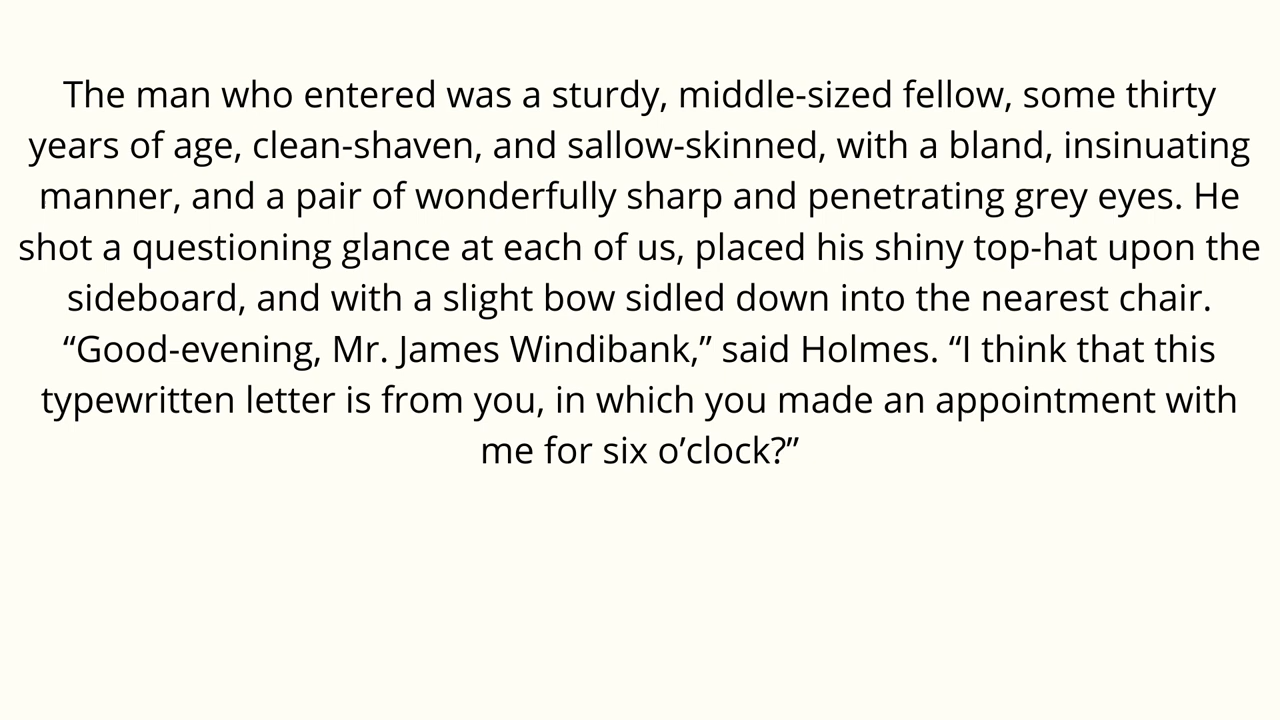 The man who entered was a sturdy, middle-sized fellow, some thirty
years of age, clean-shaven, and sallow-skinned, with a bland, insinuating
manner, and a pair of wonderfully sharp and penetrating grey eyes. He
shot a questioning glance at each of us, placed his shiny top-hat upon the
sideboard, and with a slight bow sidled down into the nearest chair.
“Good-evening, Mr. James Windibank,” said Holmes. “I think that this
typewritten letter is from you, in which you made an appointment with
me for six o’clock?”